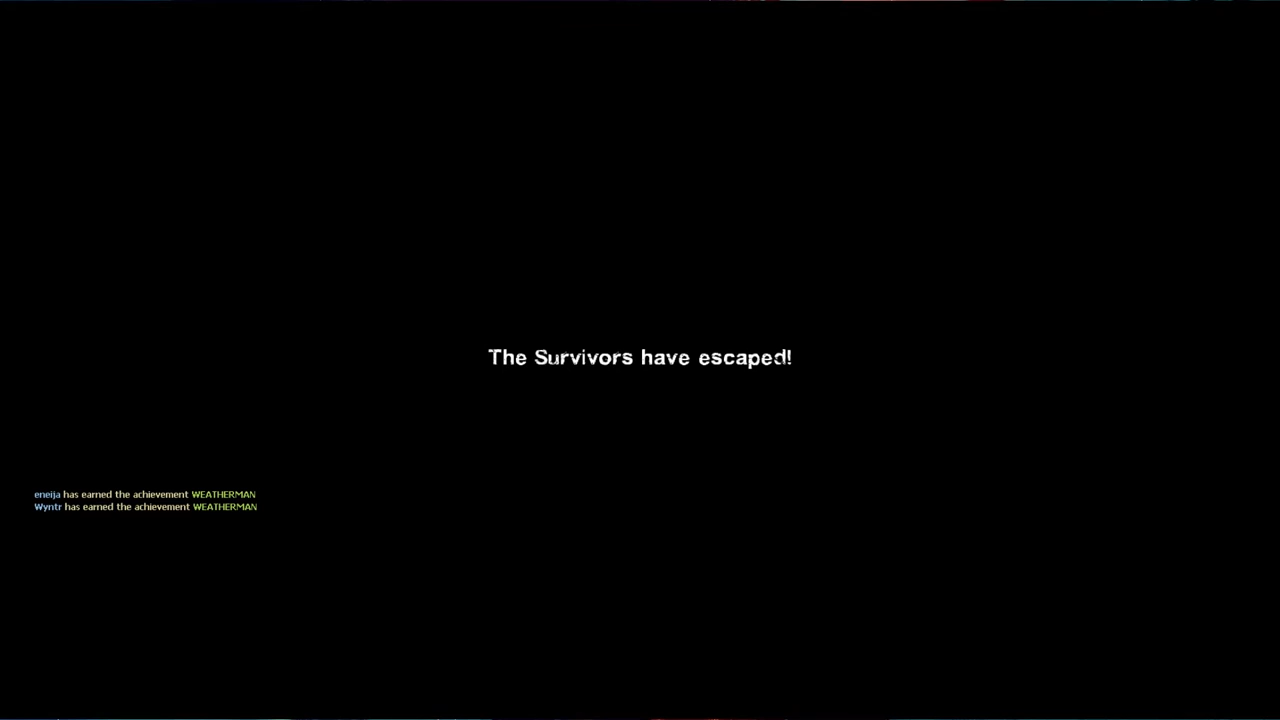 The Survivors have escaped!
eneija has earned the achievement WEATHERMAN
Wyntr has earned the achievement WEATHERMAN